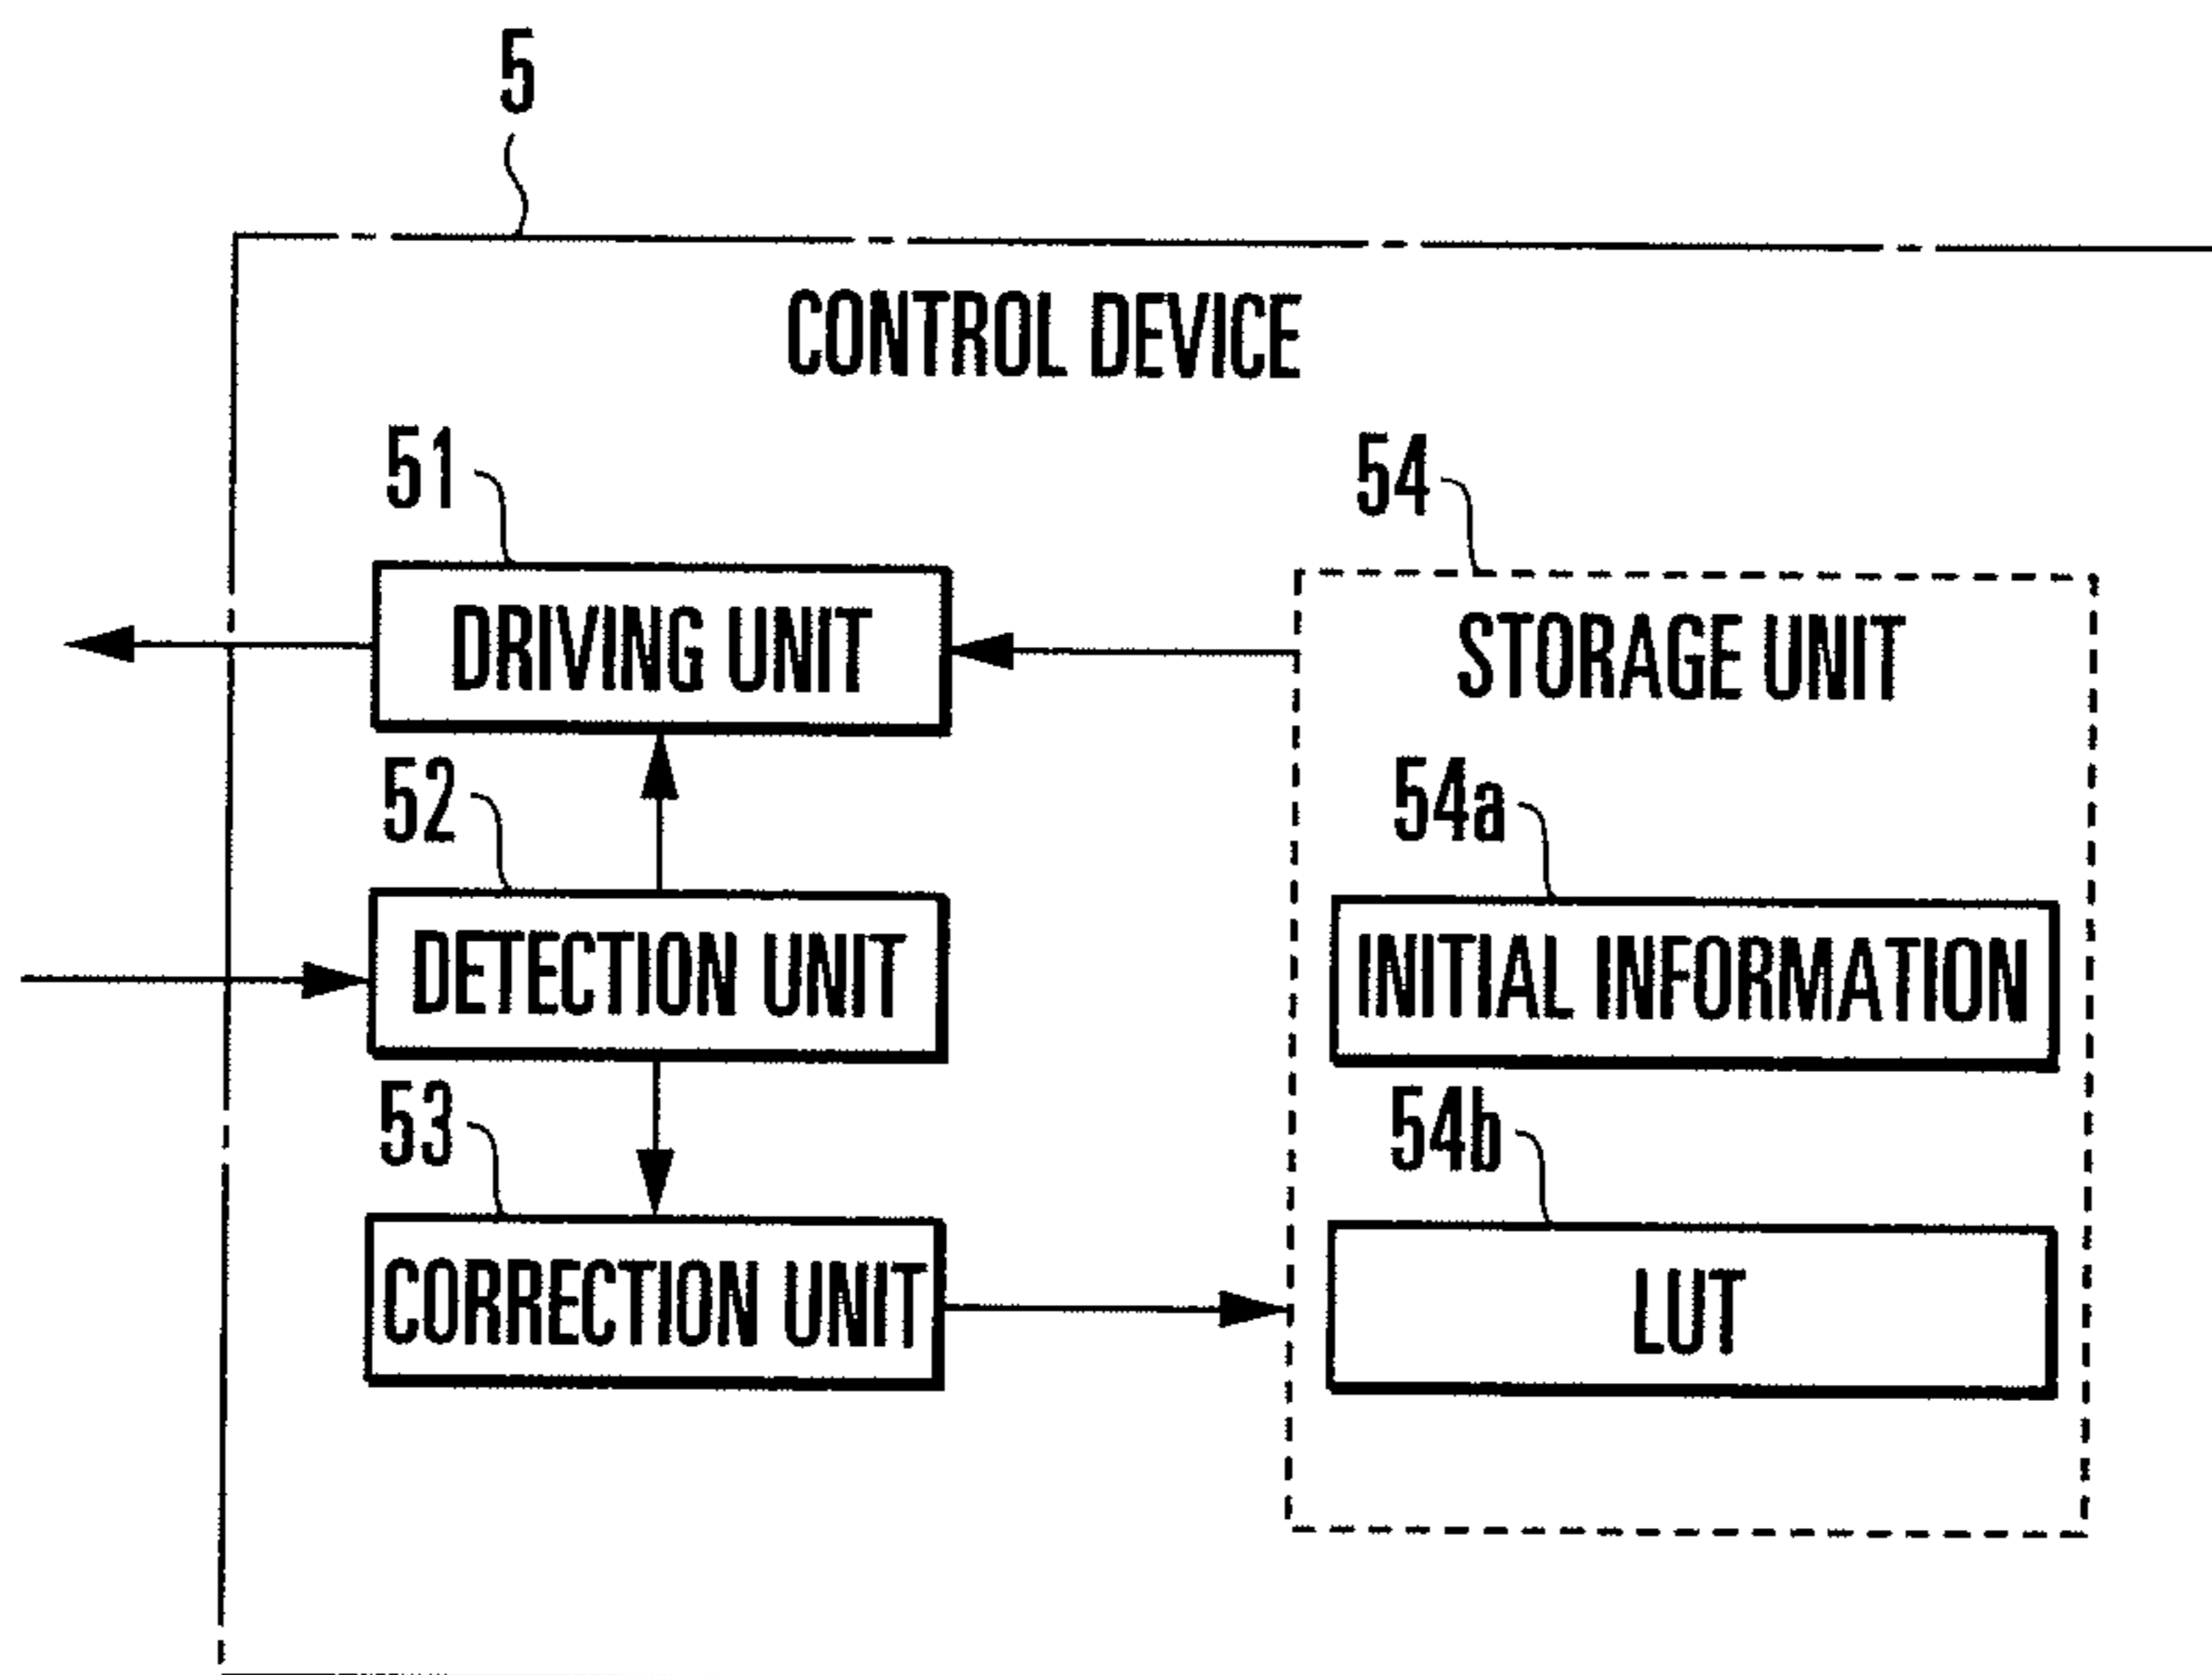 5
CONTROL DEVICE
51
DRIVING UNIT
54
STORAGE UNIT
52
DETECTION UNIT
54a
INITIAL INFORMATION
53
CORRECTION UNIT
54b
LUT